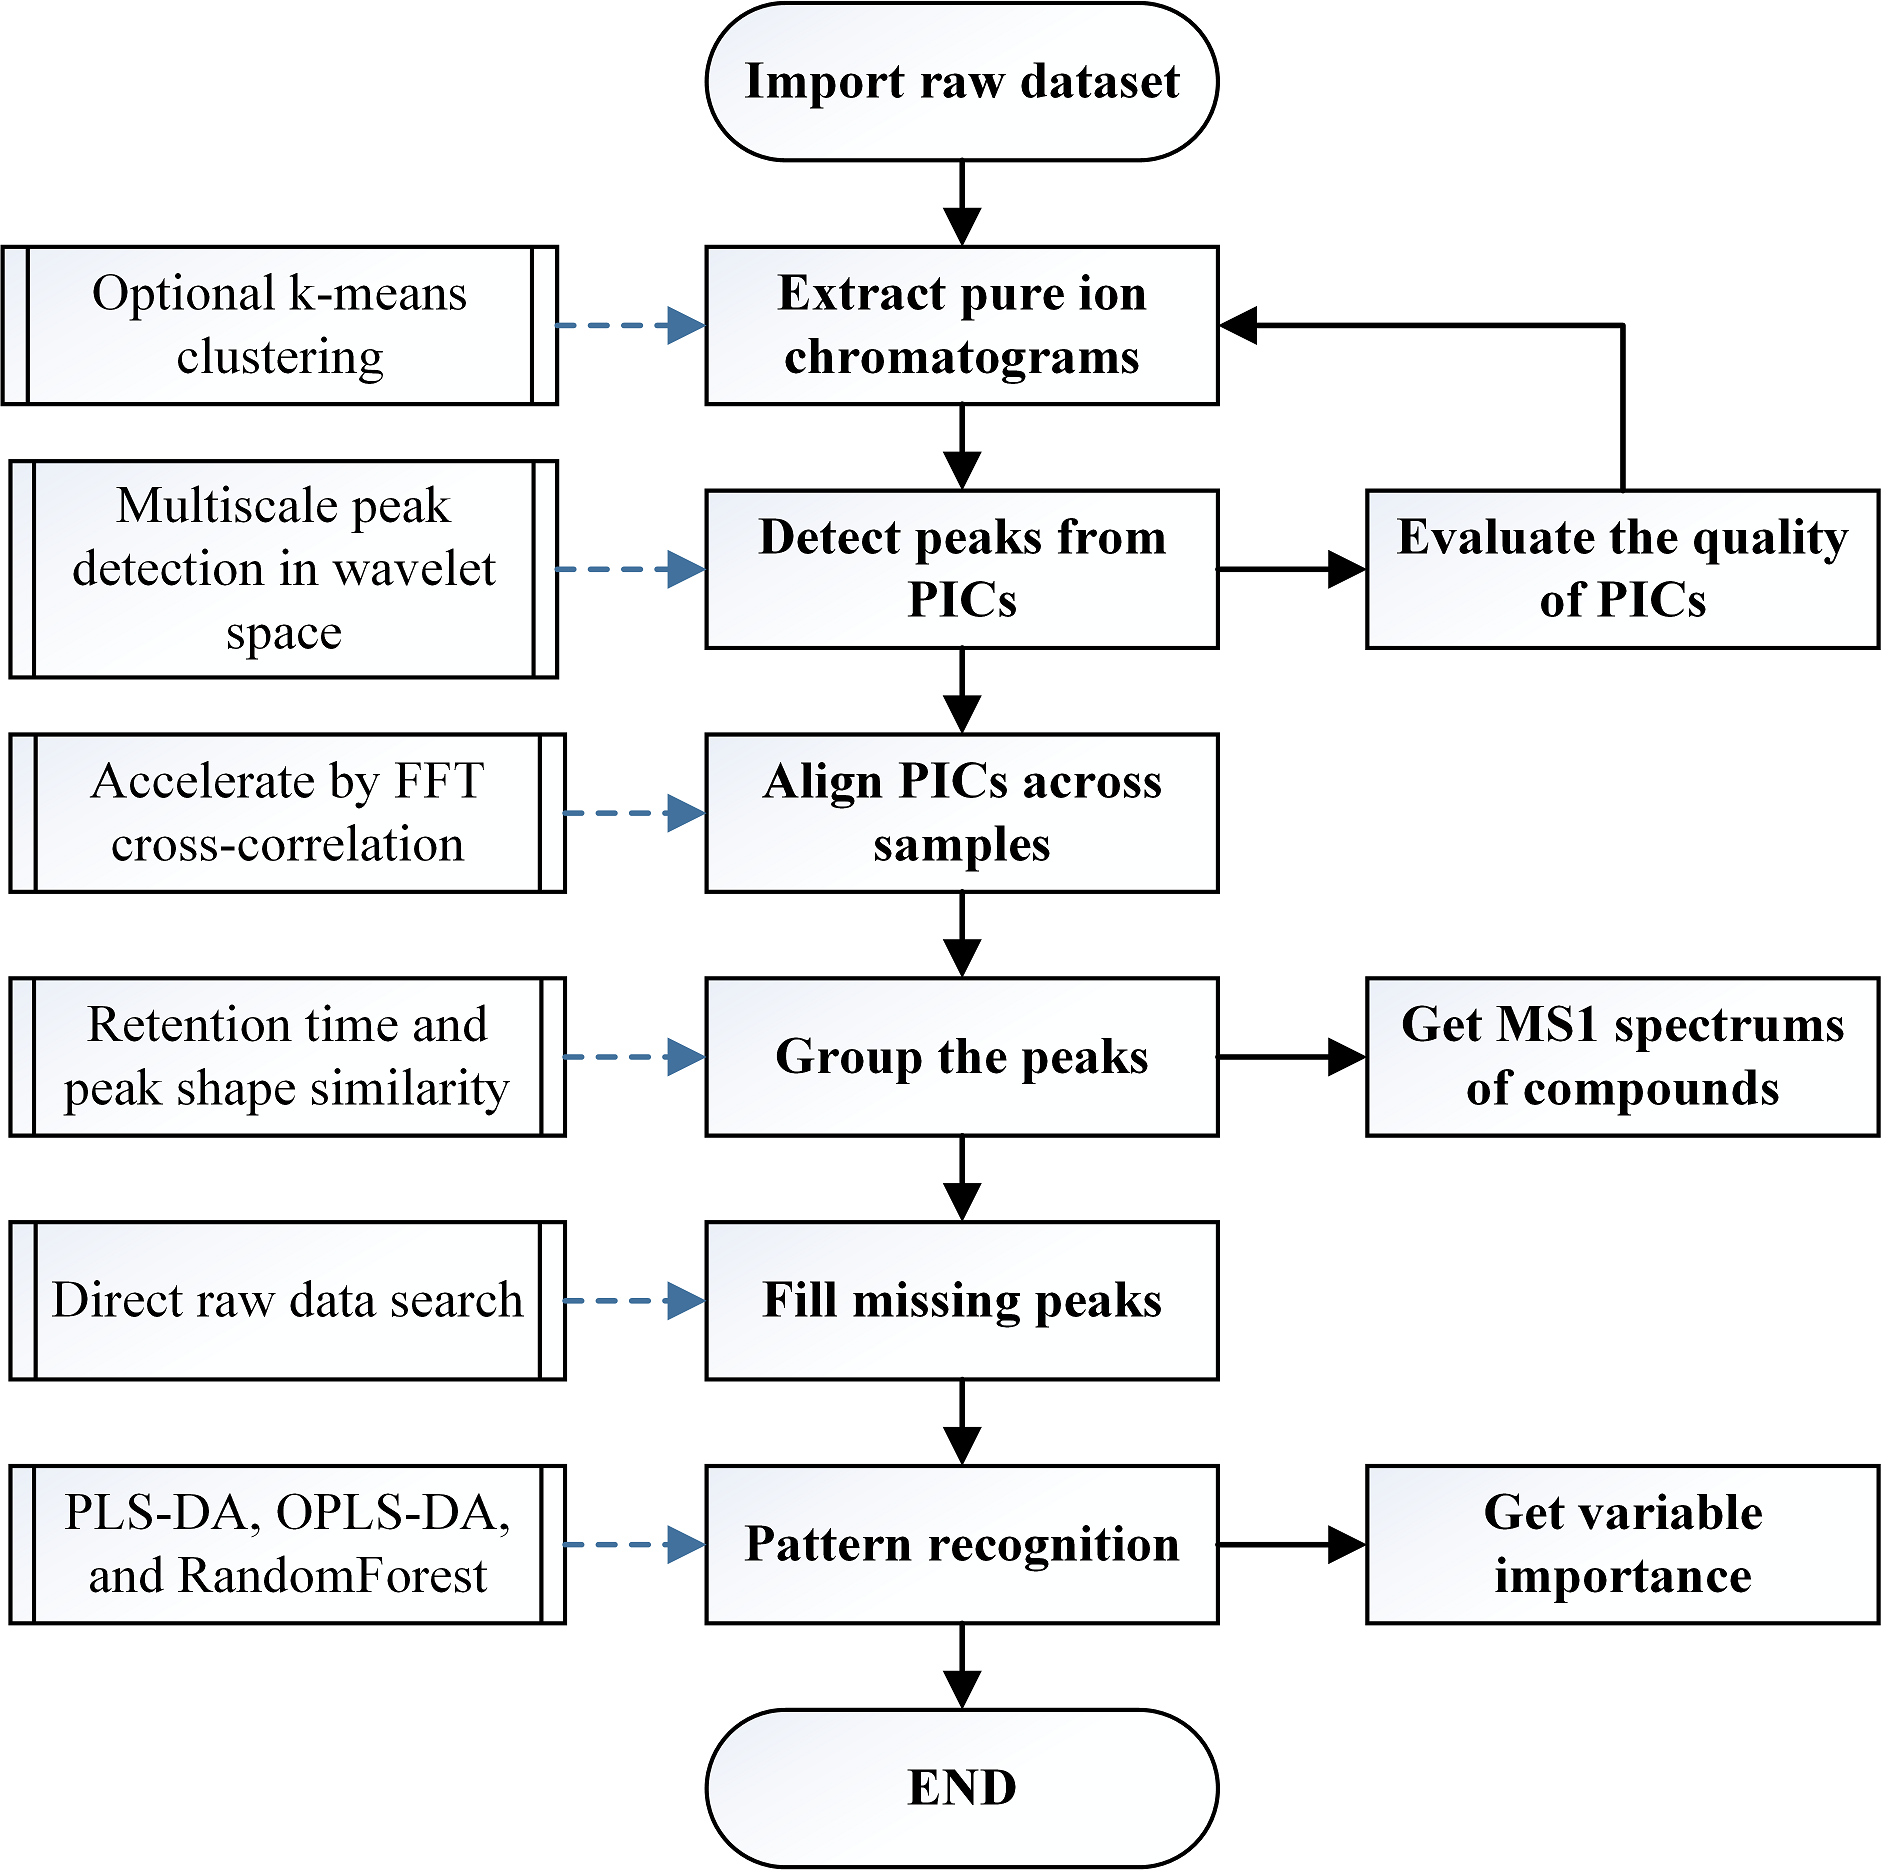 Import raw dataset
Optional k-means
clustering
Extract pure ion
chromatograms
Multiscale peak
detection in wavelet
space
Detect peaks from
PICs
Evaluate the quality
of PICs
Accelerate by FFT
cross-correlation
Align PICs across
samples
Retention time and
peak shape similarity
Group the peaks
Get MS1 spectrums
of compounds
Direct raw data search
Fill missing peaks
PLS-DA, OPLS-DA,
and RandomForest
Pattern recognition
Get variable
importance
END